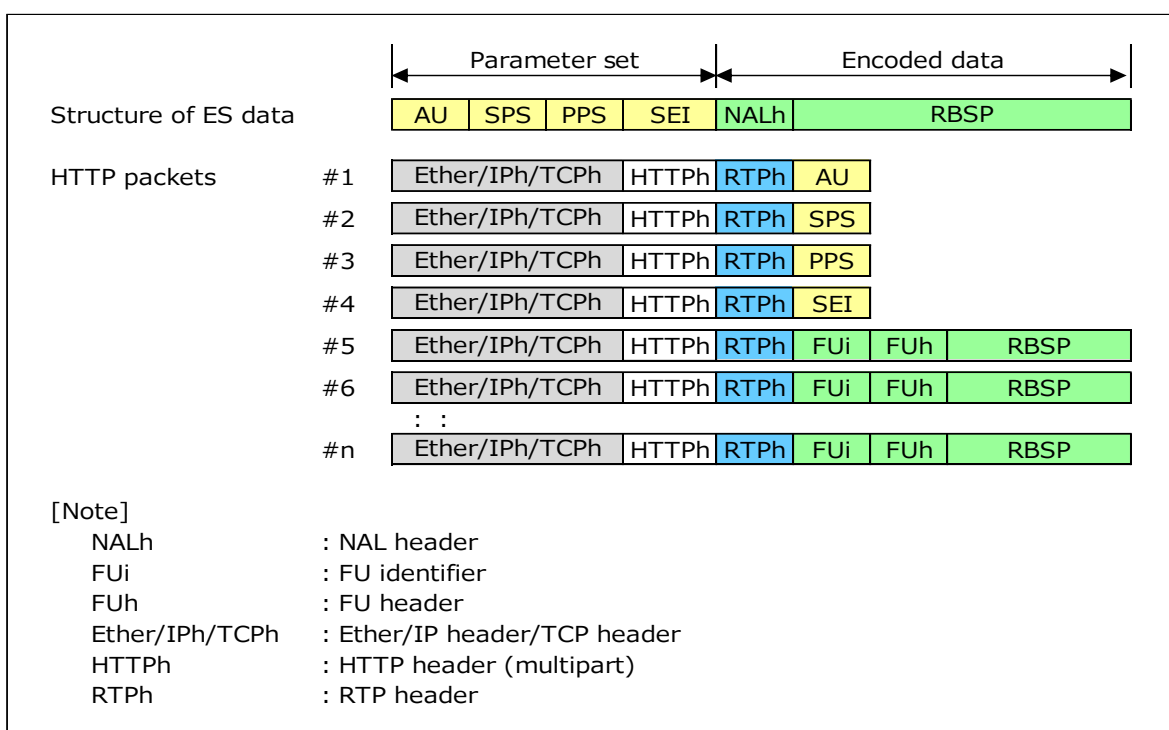 Parameter set Encoded data
Structure of ES data AU SPS PPS SEI NALh RBSP
HTTP packets #1 Ether/IPh/TCPh HTTPh RTPh AU
#2 Ether/IPh/TCPh HTTPh RTPh SPS
#3 Ether/IPh/TCPh HTTPh RTPh PPS
#4 Ether/IPh/TCPh HTTPh RTPh SEI
#5 Ether/IPh/TCPh HTTPh RTPh FUi FUh RBSP
#6 Ether/IPh/TCPh HTTPh RTPh FUi FUh RBSP
: :
#n Ether/IPh/TCPh HTTPh RTPh FUi FUh RBSP
[Note]
NALh : NAL header
FUi : FU identifier
FUh : FU header
Ether/IPh/TCPh : Ether/IP header/TCP header
HTTPh : HTTP header (multipart)
RTPh : RTP header